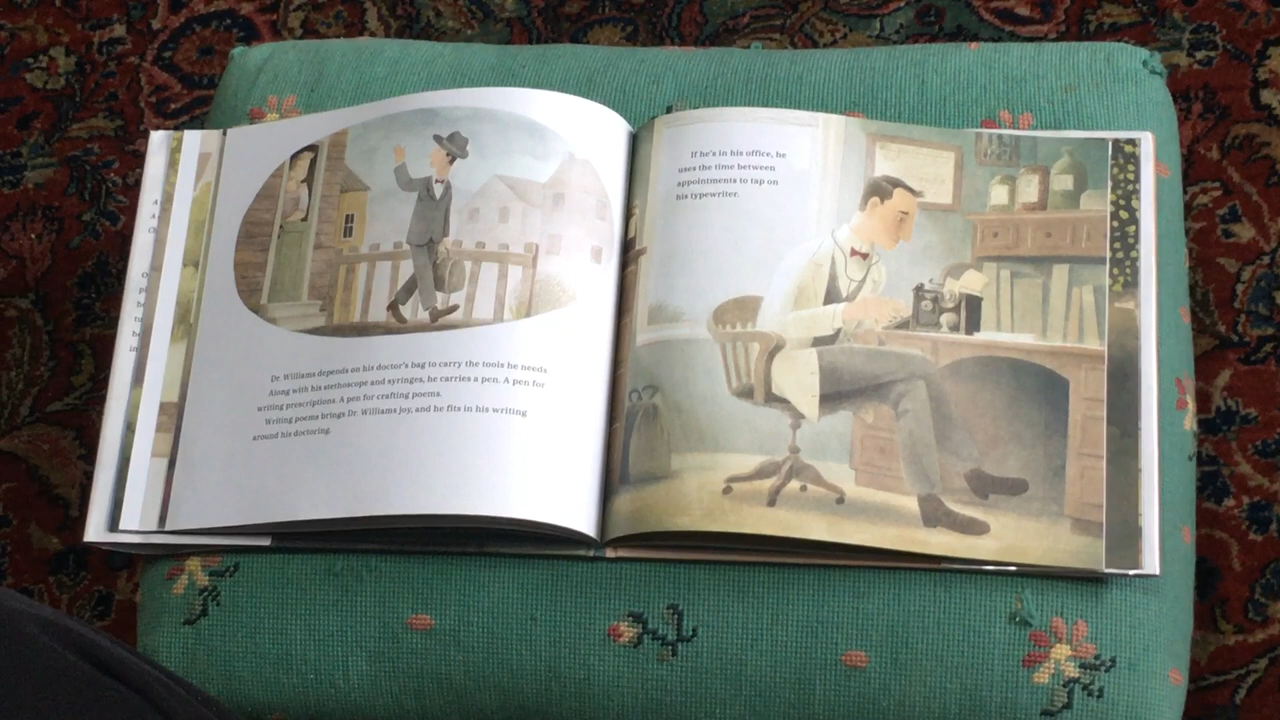 Dr. Williams depends on his doctor's bag to carry the tools he needs.
Along with his stethoscope and syringes, he carries a pen. A pen for
writing prescriptions. A pen for crafting poems.
Writing poems brings Dr. Williams joy, and he fits in his writing
around his doctoring.
If he's in his office, he
uses the time between
appointments to tap on
his typewriter.